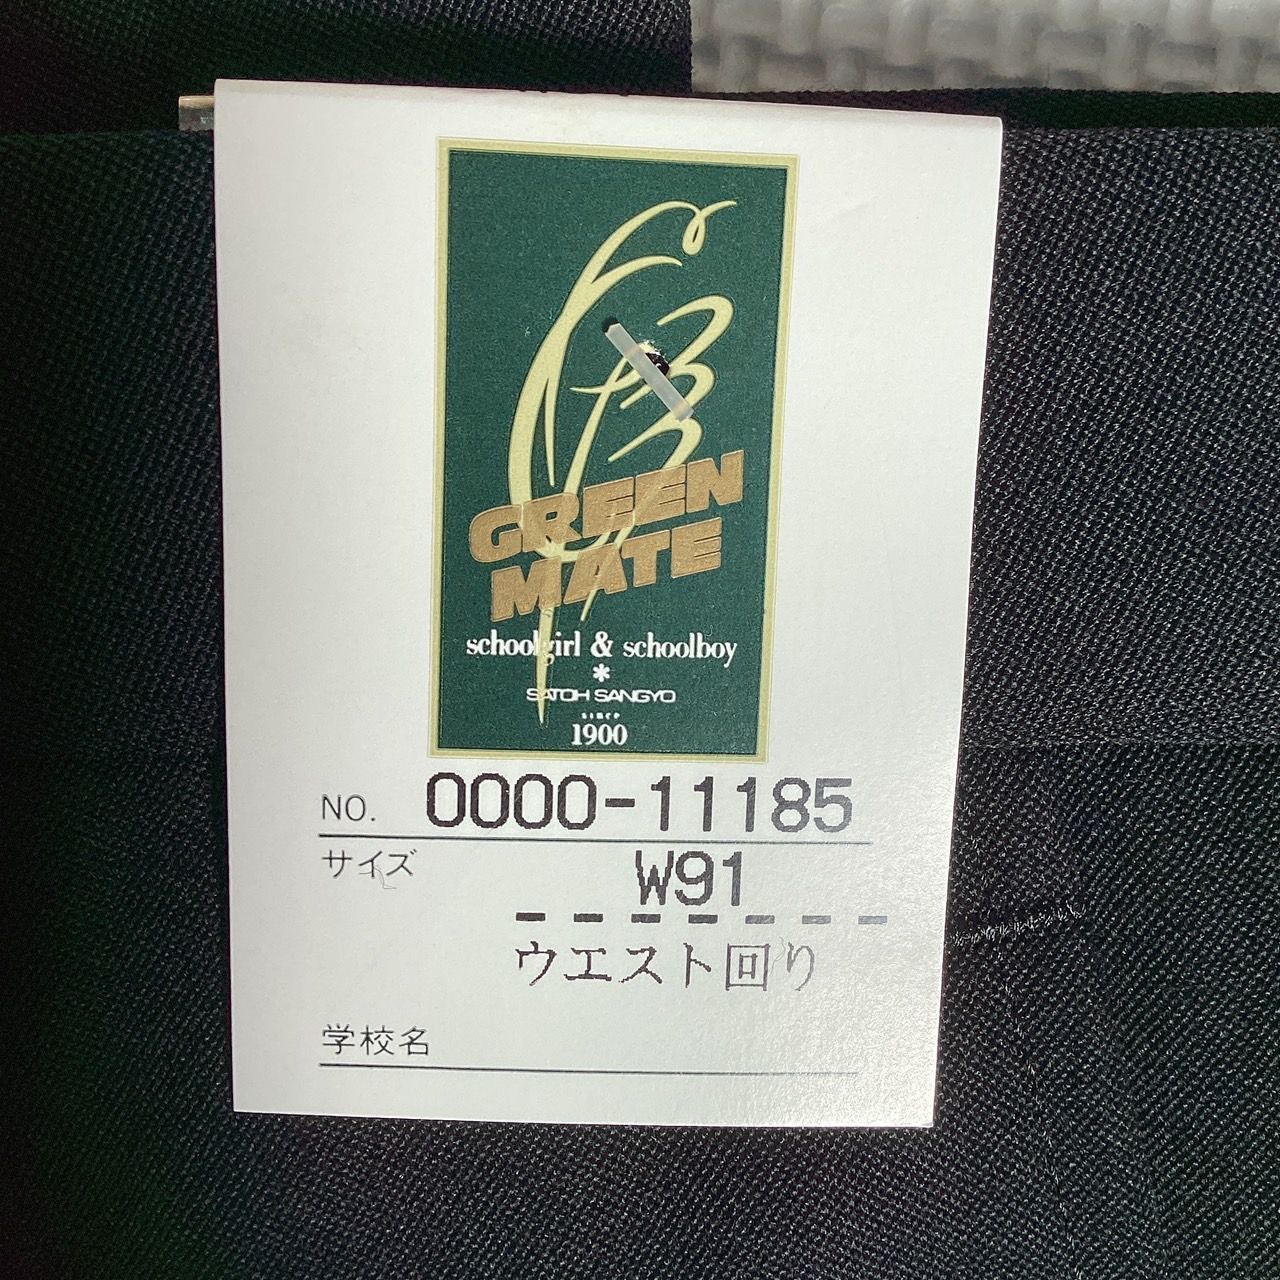 GREEN
MATE
schoolgirl & schoolboy
*
SATOH SANGYO
since
1900
NO. 0000-11185
サイズ W91
-------
ウエスト回り
学校名